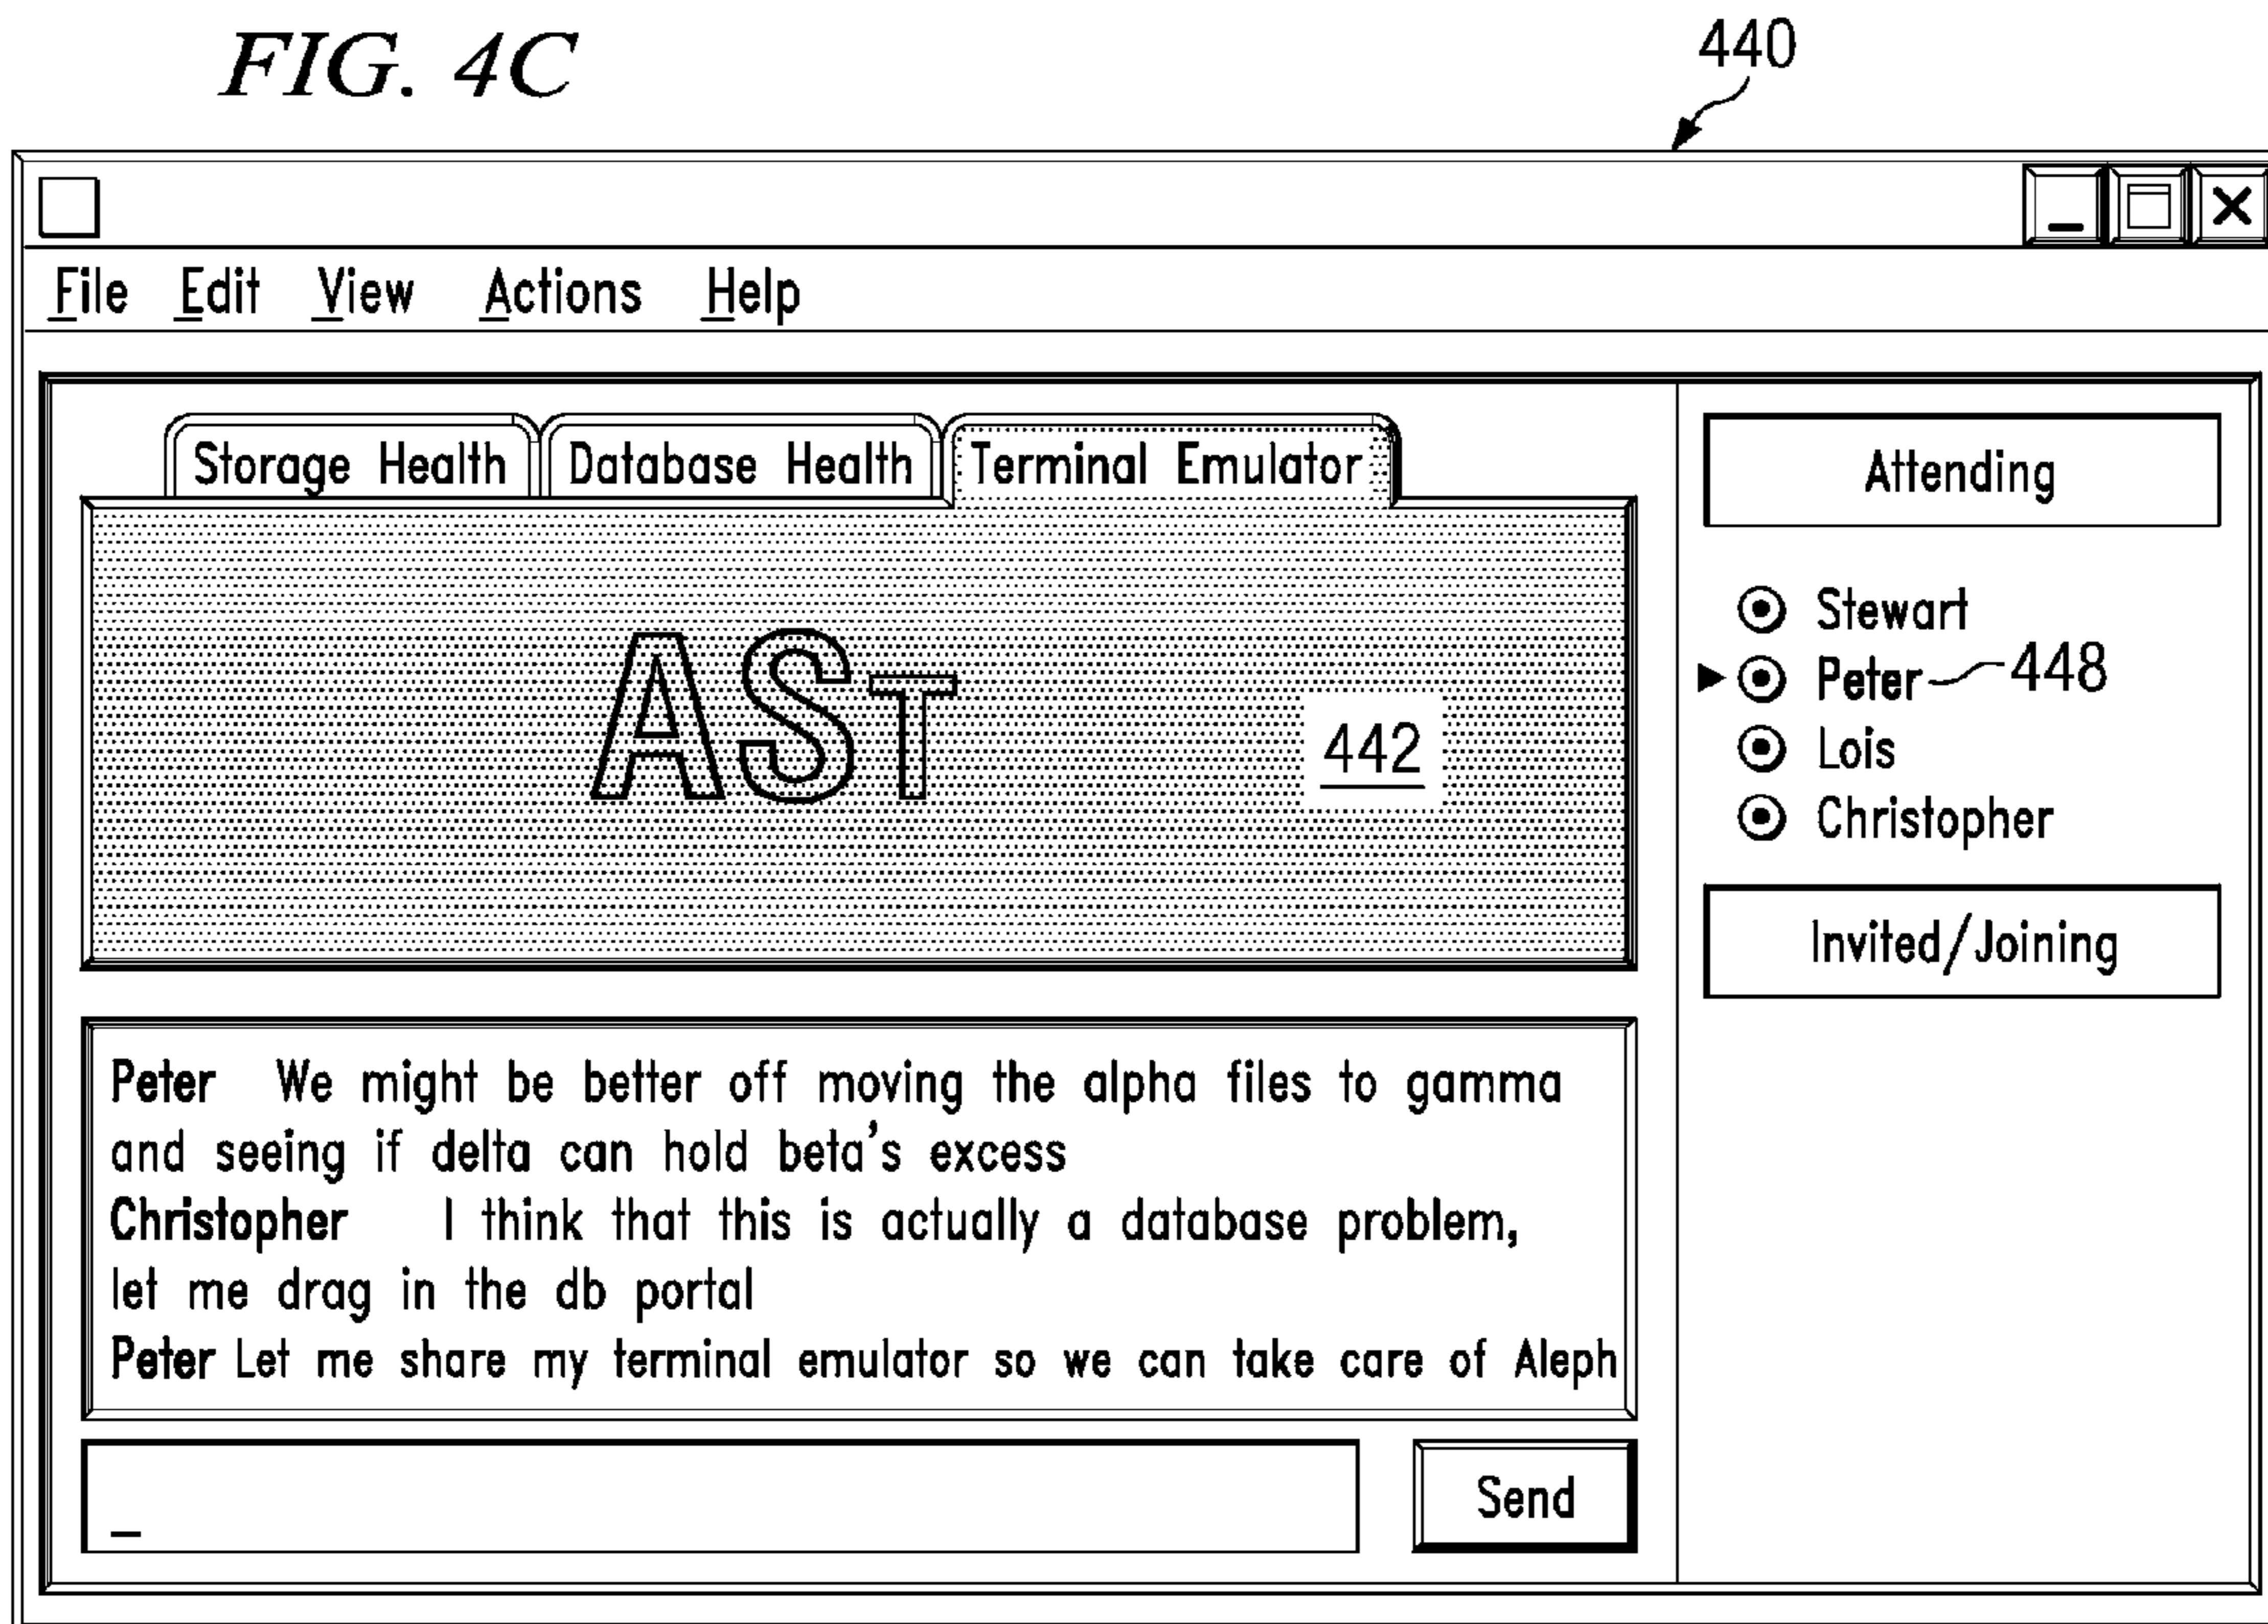 FIG. 4C
440
File Edit View Actions Help
Storage Health Database Health Terminal Emulator
AST
442
Attending
Stewart
Peter 448
Lois
Christopher
Invited/Joining
Peter We might be better off moving the alpha files to gamma
and seeing if delta can hold beta's excess
Christopher I think that this is actually a database problem,
let me drag in the db portal
Peter Let me share my terminal emulator so we can take care of Aleph
_
Send